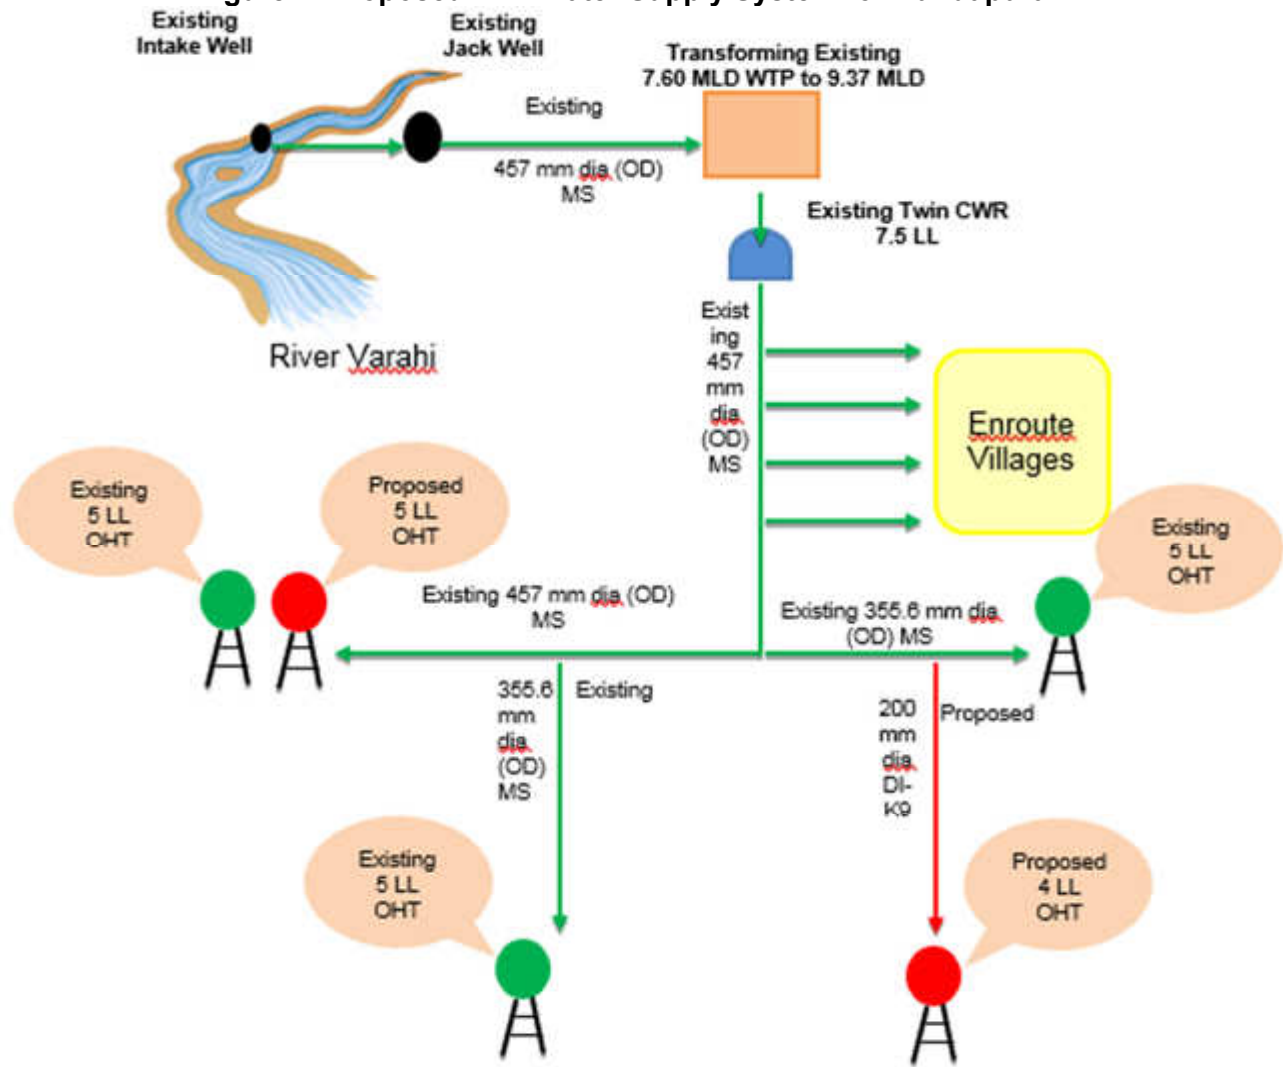 Existing
Intake Well
Existing
Jack Well
Transforming Existing
7.60 MLD WTP to 9.37 MLD
Existing
457 mm dia (OD)
MS
Existing Twin CWR
7.5 LL
River Varahi
Exist
ing
457
mm
dia
(OD)
MS
Enroute
Villages
Existing
5 LL
OHT
Proposed
5 LL
OHT
Existing
5 LL
OHT
Existing 457 mm dia (OD)
MS
Existing 355.6 mm dia
(OD) MS
355.6
mm
dia
(OD)
MS
Existing
200
mm
dia
DI-
K9
Proposed
Existing
5 LL
OHT
Proposed
4 LL
OHT